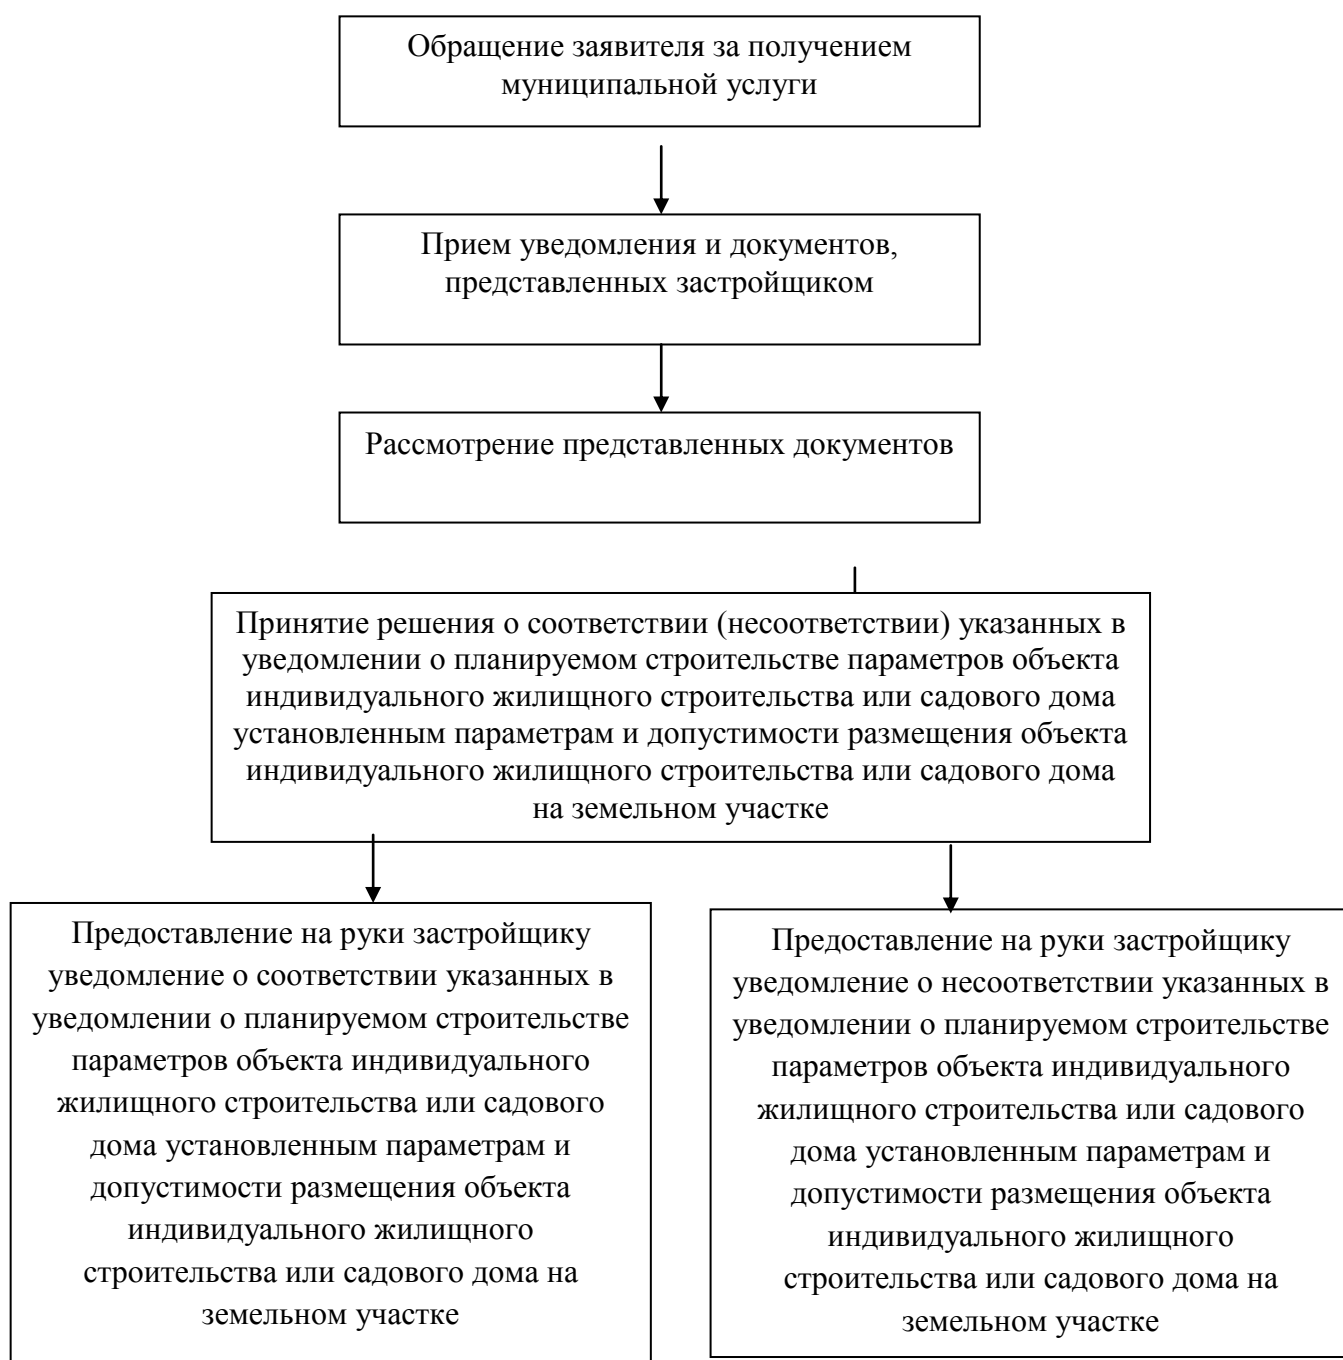 Обращение заявителя за получением
муниципальной услуги
Прием уведомления и документов,
представленных застройщиком
Рассмотрение представленных документов
Принятие решения о соответствии (несоответствии) указанных в
уведомлении о планируемом строительстве параметров объекта
индивидуального жилищного строительства или садового дома
установленным параметрам и допустимости размещения объекта
индивидуального жилищного строительства или садового дома
на земельном участке
Предоставление на руки застройщику
уведомление о соответствии указанных в
уведомлении о планируемом строительстве
параметров объекта индивидуального
жилищного строительства или садового
дома установленным параметрам и
допустимости размещения объекта
индивидуального жилищного
строительства или садового дома на
земельном участке
Предоставление на руки застройщику
уведомление о несоответствии указанных в
уведомлении о планируемом строительстве
параметров объекта индивидуального
жилищного строительства или садового
дома установленным параметрам и
допустимости размещения объекта
индивидуального жилищного
строительства или садового дома на
земельном участке